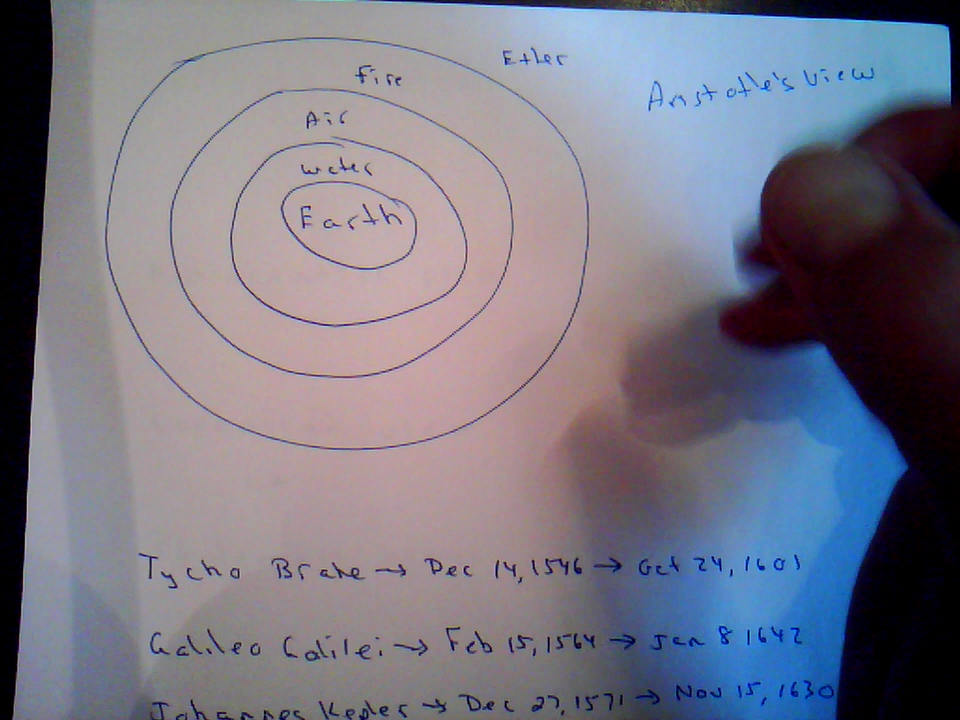 Ether
Aristotle's View
Fire
Air
Water
Earth
Tycho Brahe → Dec 14, 1546 → Oct 24, 1601
Galileo Galilei → Feb 15, 1564 → Jan 8 1642
Johannes Kepler → Dec 27, 1571 → Nov 15, 1630